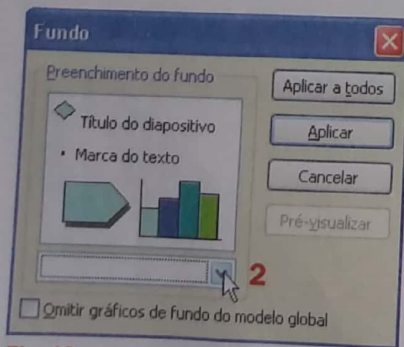 Fundo
Preenchimento do fundo
Título do diapositivo
• Marca do texto
2
Omitir gráficos de fundo do modelo global
Aplicar a todos
Aplicar
Cancelar
Pré-visualizar